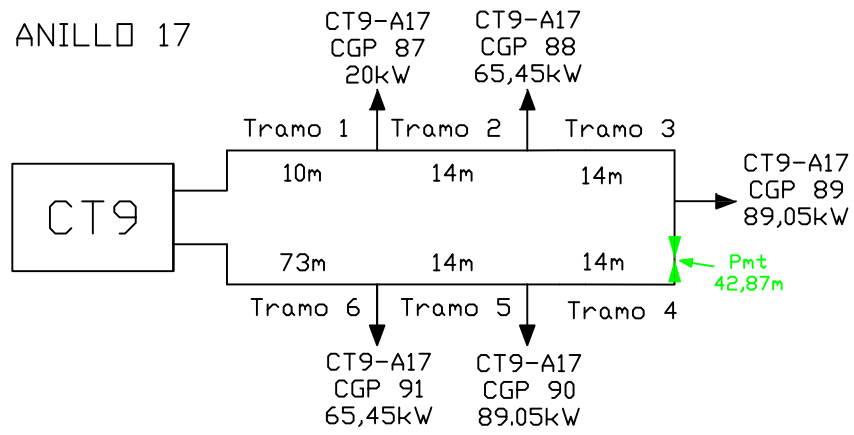 ANILLO 17
CT9-A17
CGP 87
20kW
CT9-A17
CGP 88
65,45kW
Tramo 1
Tramo 2
Tramo 3
10m
14m
14m
CT9-A17
CGP 89
89,05kW
CT9
73m
14m
14m
Pmt
42,87m
Tramo 6
Tramo 5
Tramo 4
CT9-A17
CGP 91
65,45kW
CT9-A17
CGP 90
89.05kW